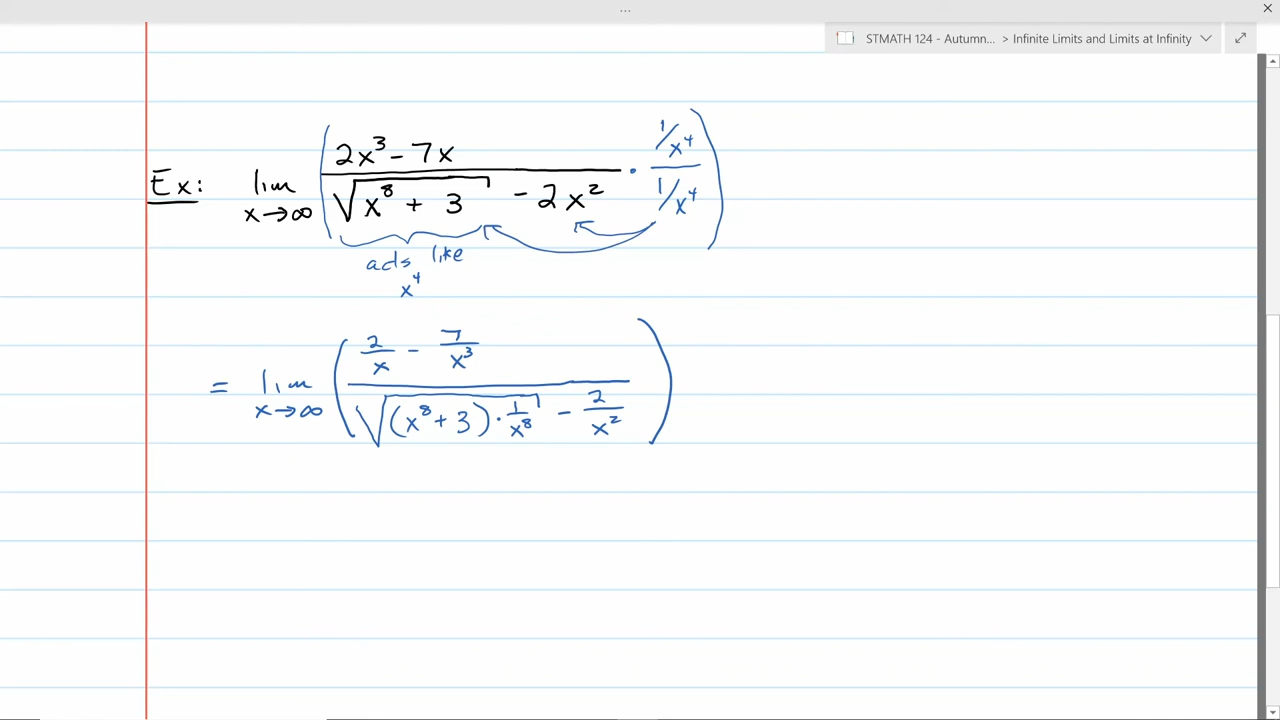 ...
STMATH 124 - Autumn... > Infinite Limits and Limits at Infinity
Ex: lim x→∞ ( (2x³ - 7x) / (√(x⁸ + 3) - 2x²) · (1/x⁴) / (1/x⁴) )
acts like
x⁴
= lim x→∞ ( (2/x - 7/x³) / (√((x⁸ + 3) · 1/x⁸) - 2/x²) )